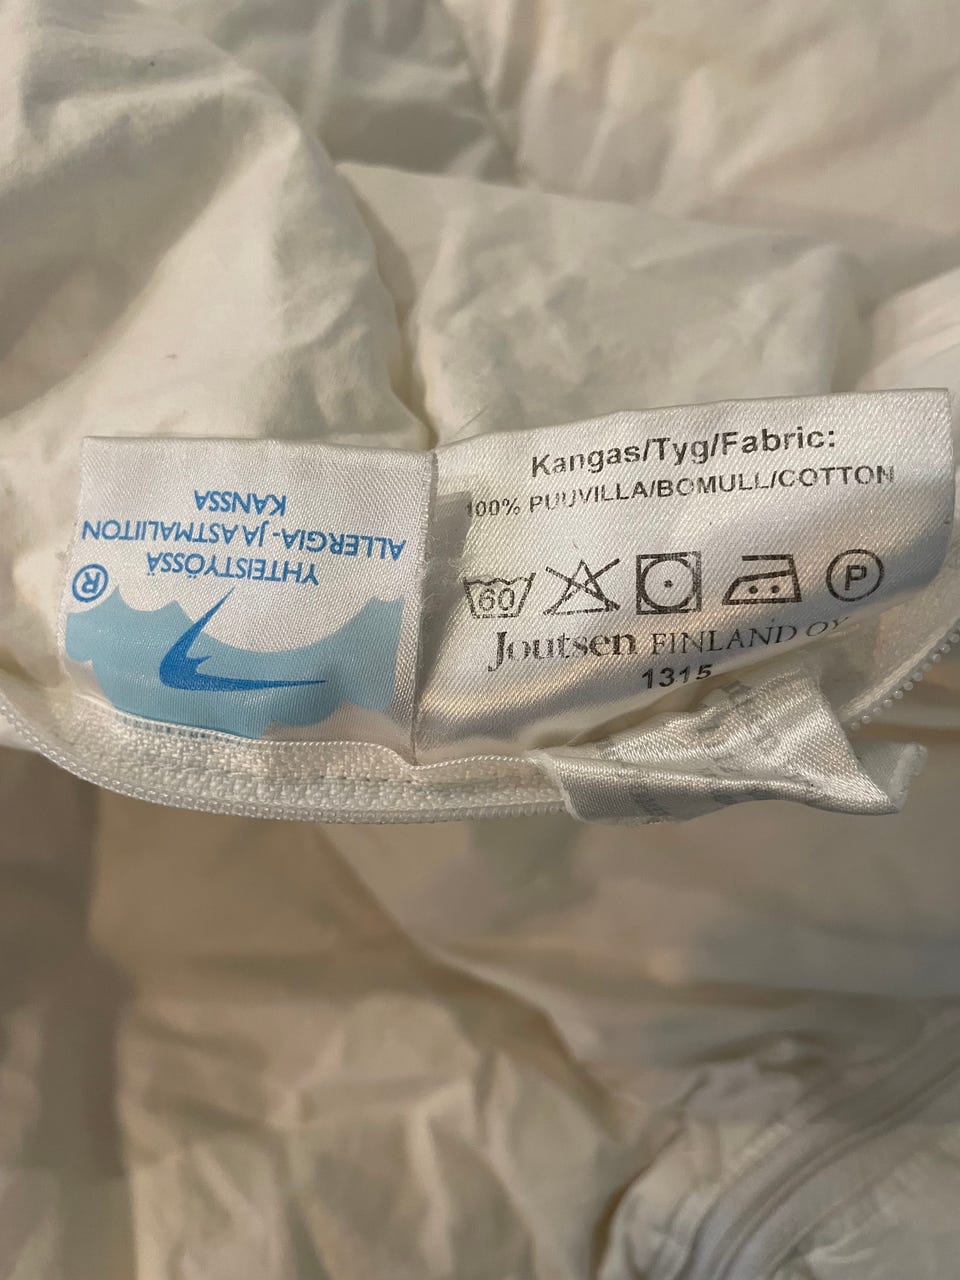 YHTEISTYÖSSÄ
ALLERGIA- JA ASTMALIITON
KANSSA
®
Kangas/Tyg/Fabric:
100% PUUVILLA/BOMULL/COTTON
60
P
Joutsen FINLAND OY
1315